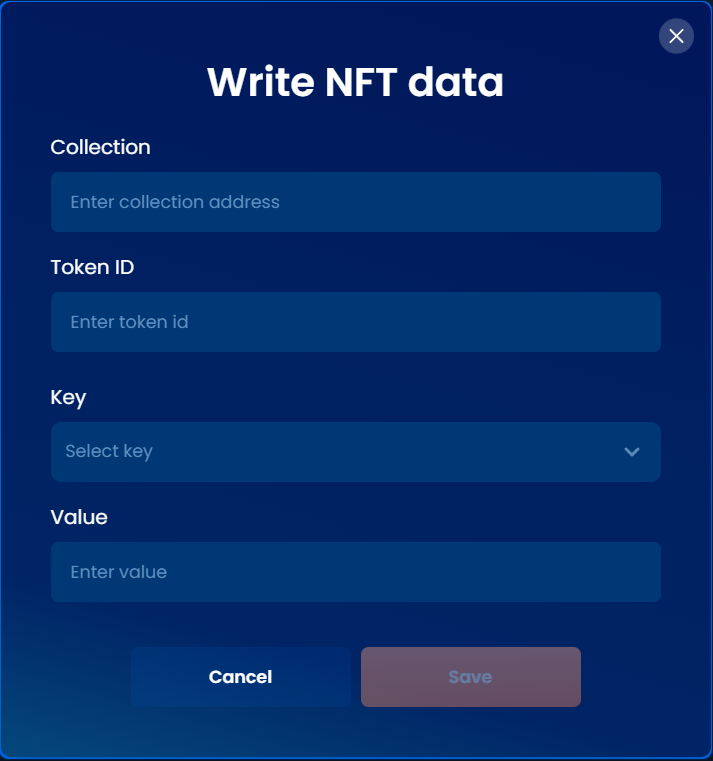 Write NFT data
Collection
Enter collection address
Token ID
Enter token id
Key
Select key
Value
Enter value
Cancel Save